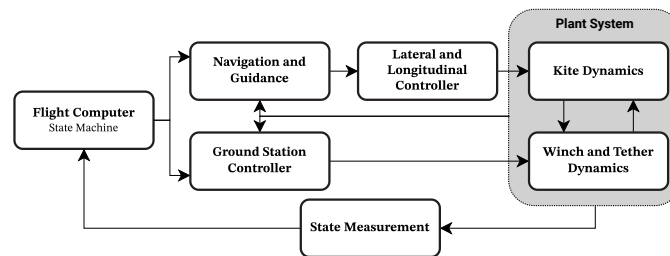 Plant System
Navigation and
Guidance
Lateral and
Longitudinal
Controller
Kite Dynamics
Flight Computer
State Machine
Ground Station
Controller
Winch and Tether
Dynamics
State Measurement